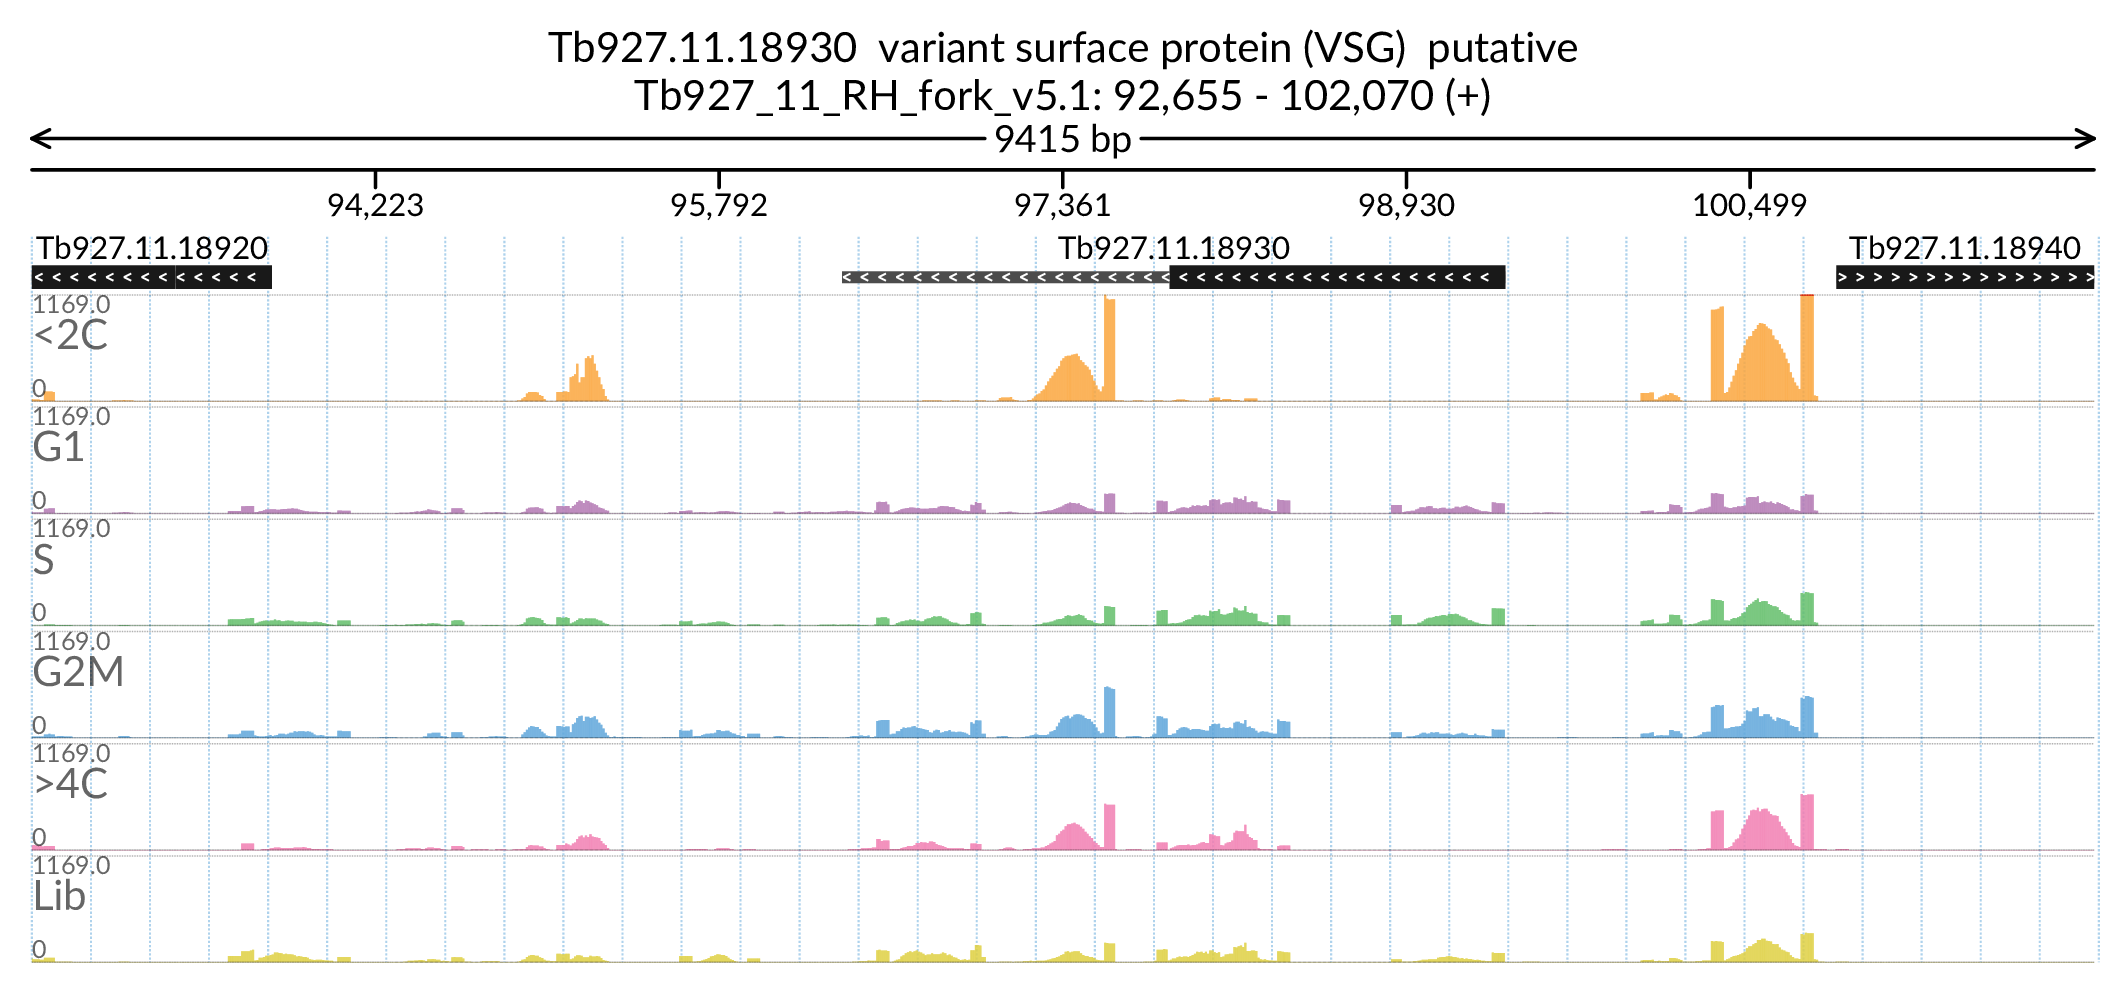 Tb927.11.18930  variant surface protein (VSG)  putative
Tb927_11_RH_fork_v5.1: 92,655 - 102,070 (+)
9415 bp
94,223 95,792 97,361 98,930 100,499
Tb927.11.18920 Tb927.11.18930 Tb927.11.18940
1169.0
<2C
0
1169.0
G1
0
1169.0
S
0
1169.0
G2M
0
1169.0
>4C
0
1169.0
Lib
0